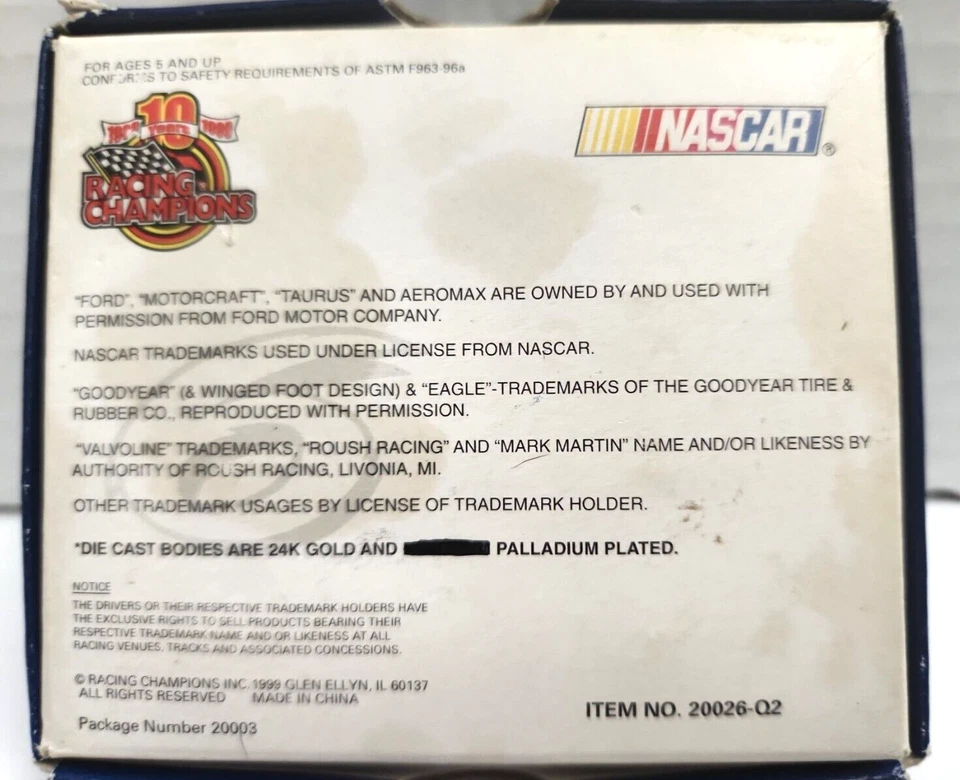 FOR AGES 5 AND UP
CONFORMS TO SAFETY REQUIREMENTS OF ASTM F963-96a
10
YEARS
RACING
CHAMPIONS
NASCAR®
"FORD", "MOTORCRAFT", "TAURUS" AND AEROMAX ARE OWNED BY AND USED WITH
PERMISSION FROM FORD MOTOR COMPANY.
NASCAR TRADEMARKS USED UNDER LICENSE FROM NASCAR.
"GOODYEAR" (& WINGED FOOT DESIGN) & "EAGLE"-TRADEMARKS OF THE GOODYEAR TIRE &
RUBBER CO., REPRODUCED WITH PERMISSION.
"VALVOLINE" TRADEMARKS, "ROUSH RACING" AND "MARK MARTIN" NAME AND/OR LIKENESS BY
AUTHORITY OF ROUSH RACING, LIVONIA, MI.
OTHER TRADEMARK USAGES BY LICENSE OF TRADEMARK HOLDER.
*DIE CAST BODIES ARE 24K GOLD AND PALLADIUM PLATED.
NOTICE
THE DRIVERS OR THEIR RESPECTIVE TRADEMARK HOLDERS HAVE
THE EXCLUSIVE RIGHTS TO SELL PRODUCTS BEARING THEIR
RESPECTIVE TRADEMARK NAME AND OR LIKENESS AT ALL
RACING VENUES, TRACKS AND ASSOCIATED CONCESSIONS.
© RACING CHAMPIONS INC. 1999 GLEN ELLYN, IL 60137
ALL RIGHTS RESERVED MADE IN CHINA
Package Number 20003
ITEM NO. 20026-Q2